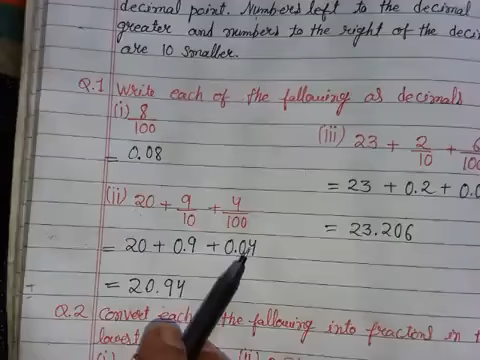 decimal point. Numbers left to the decimal
greater and numbers to the right of the
are 10 smaller.
Q.1 Write each of the following as decimals
(i) 8/100
= 0.08
(ii) 20 + 9/10 + 4/100
= 20 + 0.9 + 0.04
= 20.94
(iii) 23 + 2/10 +
= 23 + 0.2 +
= 23.206
Q.2 Convert each the following into fractions in
lowest
(i)
(ii)